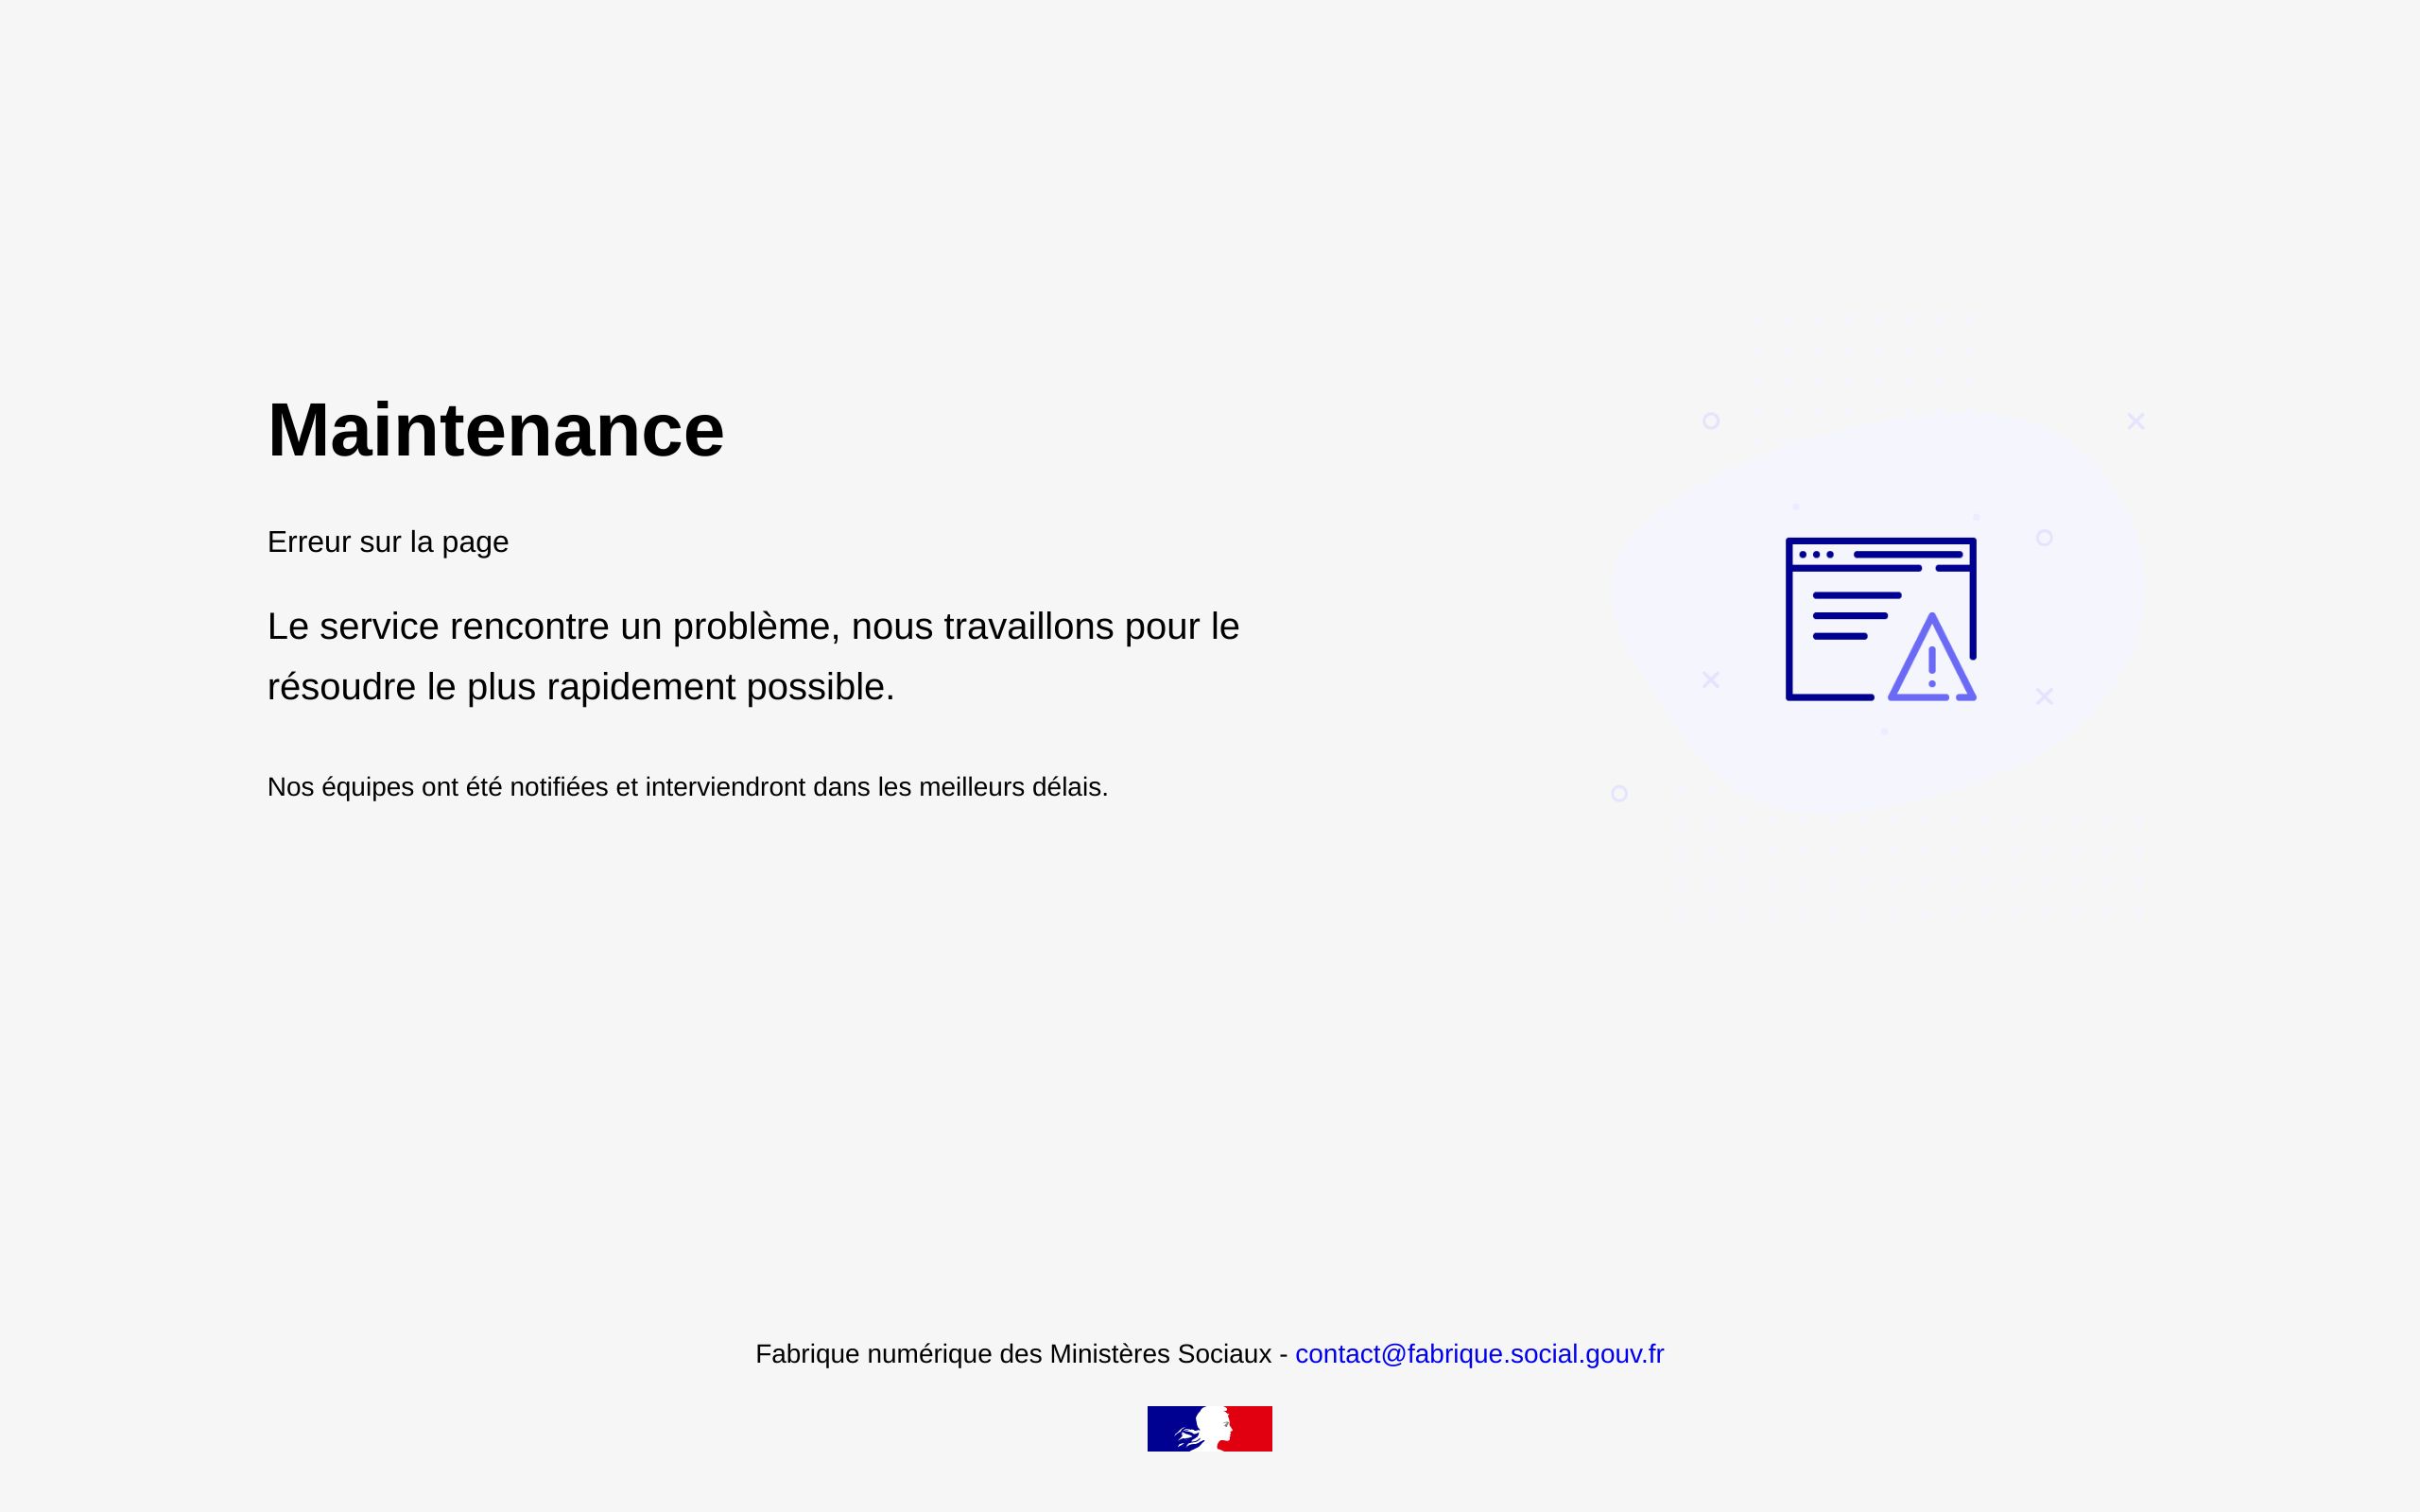 Maintenance
Erreur sur la page
Le service rencontre un problème, nous travaillons pour le
résoudre le plus rapidement possible.
Nos équipes ont été notifiées et interviendront dans les meilleurs délais.
Fabrique numérique des Ministères Sociaux - contact@fabrique.social.gouv.fr